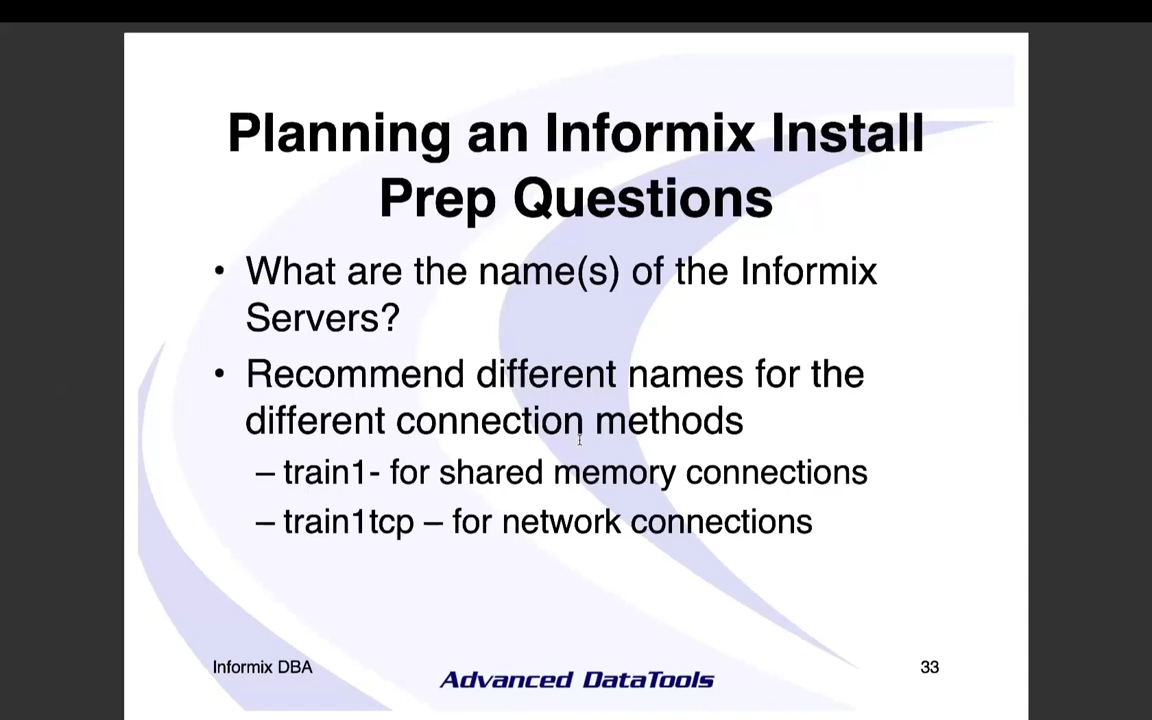 Planning an Informix Install
Prep Questions
• What are the name(s) of the Informix
Servers?
• Recommend different names for the
different connection methods
– train1- for shared memory connections
– train1tcp – for network connections
Informix DBA
Advanced DataTools
33